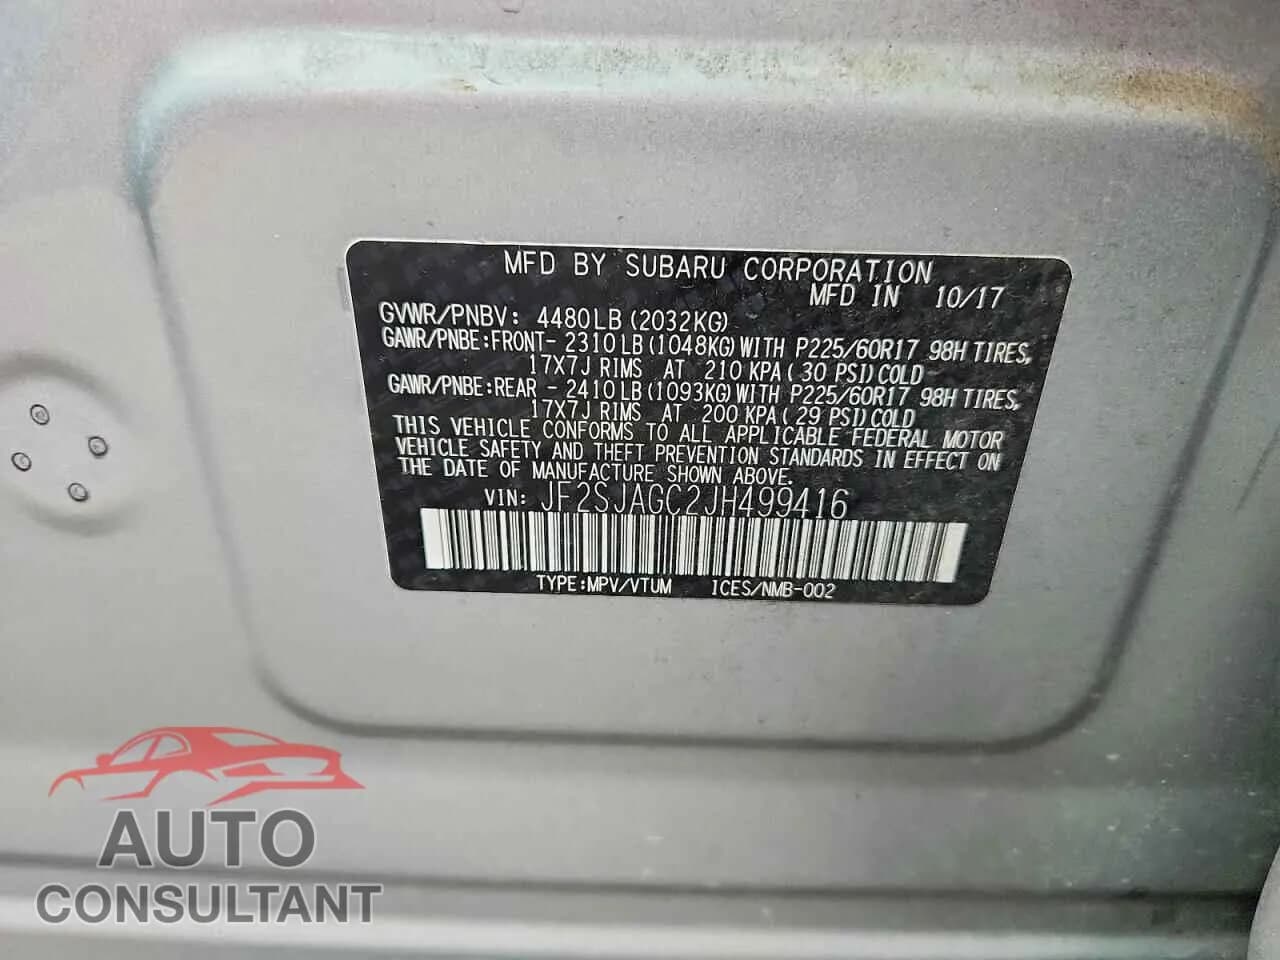 MFD BY SUBARU CORPORATION
MFD IN 10/17
GVWR/PNBV: 4480LB (2032KG)
GAWR/PNBE:FRONT- 2310LB (1048KG) WITH P225/60R17 98H TIRES,
17X7J RIMS AT 210 KPA ( 30 PSI) COLD
GAWR/PNBE:REAR - 2410LB (1093KG) WITH P225/60R17 98H TIRES,
17X7J RIMS AT 200 KPA ( 29 PSI) COLD
THIS VEHICLE CONFORMS TO ALL APPLICABLE FEDERAL MOTOR
VEHICLE SAFETY AND THEFT PREVENTION STANDARDS IN EFFECT ON
THE DATE OF MANUFACTURE SHOWN ABOVE.
VIN: JF2SJAGC2JH499416
TYPE:MPV/VTUM ICES/NMB-002
AUTO
CONSULTANT